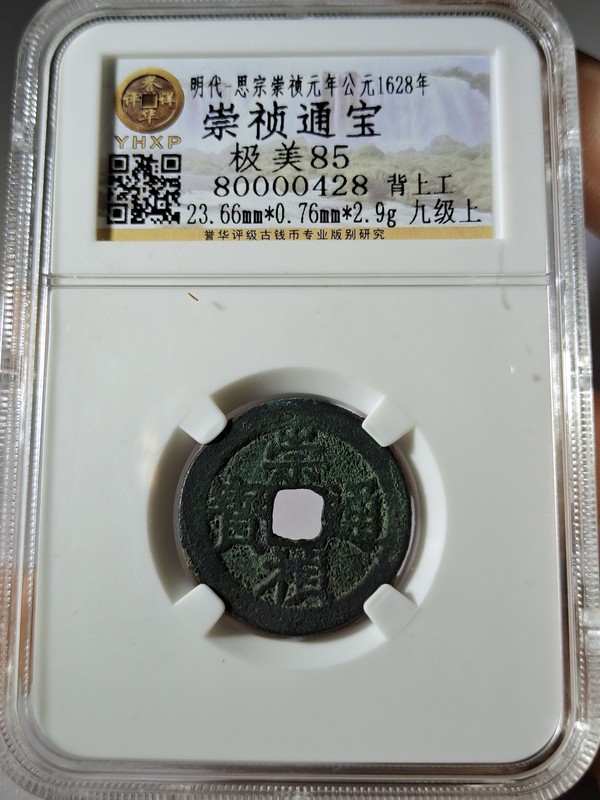 明代-思宗崇祯元年公元1628年
崇祯通宝
YHXP
极美85
80000428 背上工
23.66mm*0.76mm*2.9g 九级上
誉华评级古钱币专业版别研究
崇
寶 通
禎